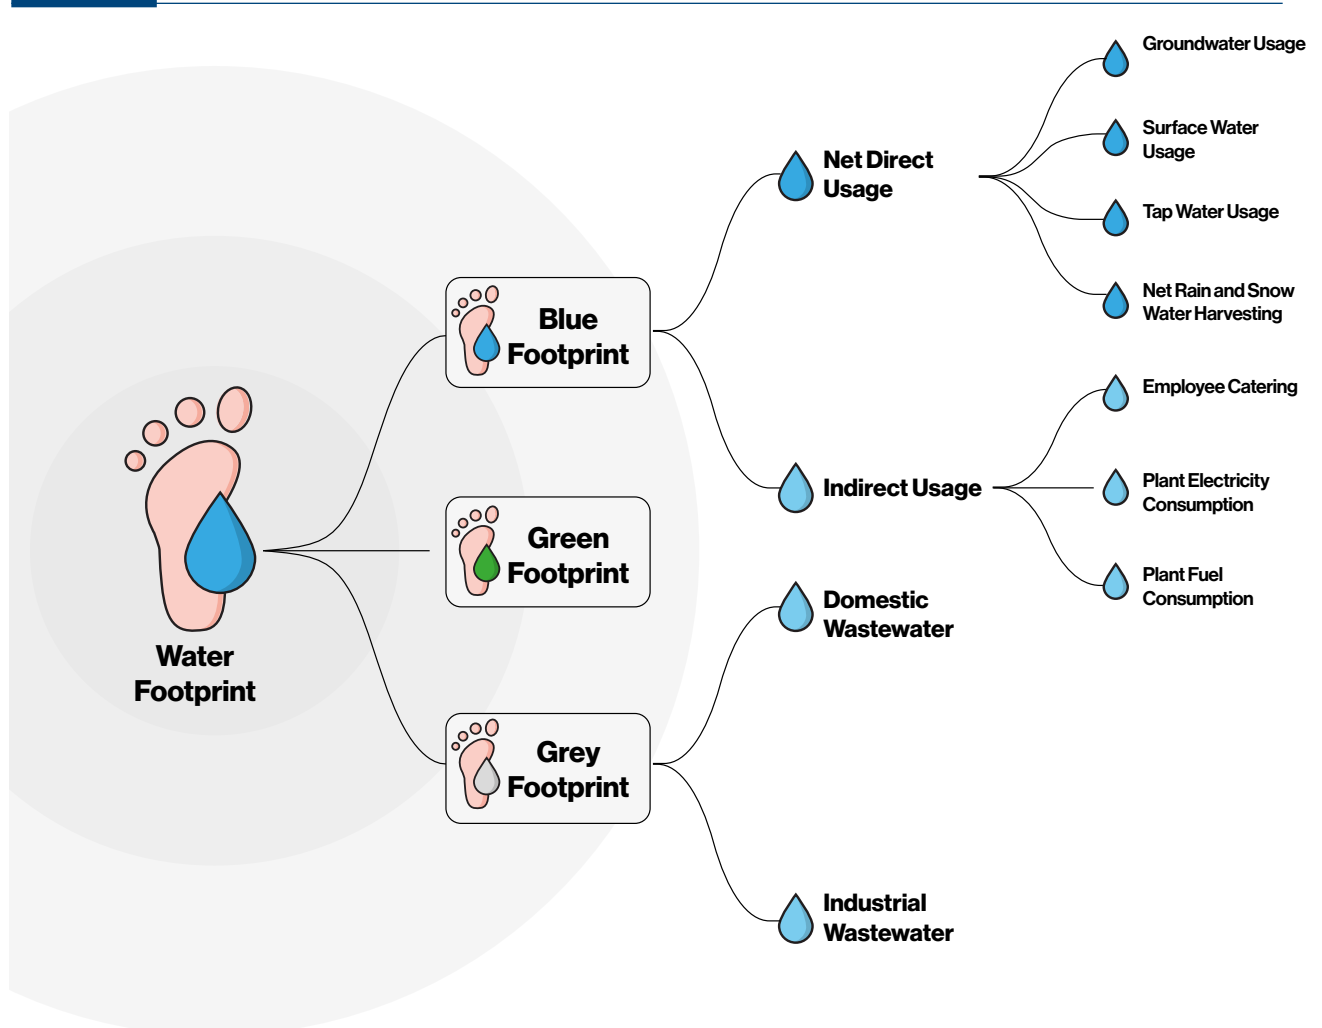 Water
Footprint
Blue
Footprint
Green
Footprint
Grey
Footprint
Net Direct
Usage
Indirect Usage
Domestic
Wastewater
Industrial
Wastewater
Groundwater Usage
Surface Water
Usage
Tap Water Usage
Net Rain and Snow
Water Harvesting
Employee Catering
Plant Electricity
Consumption
Plant Fuel
Consumption